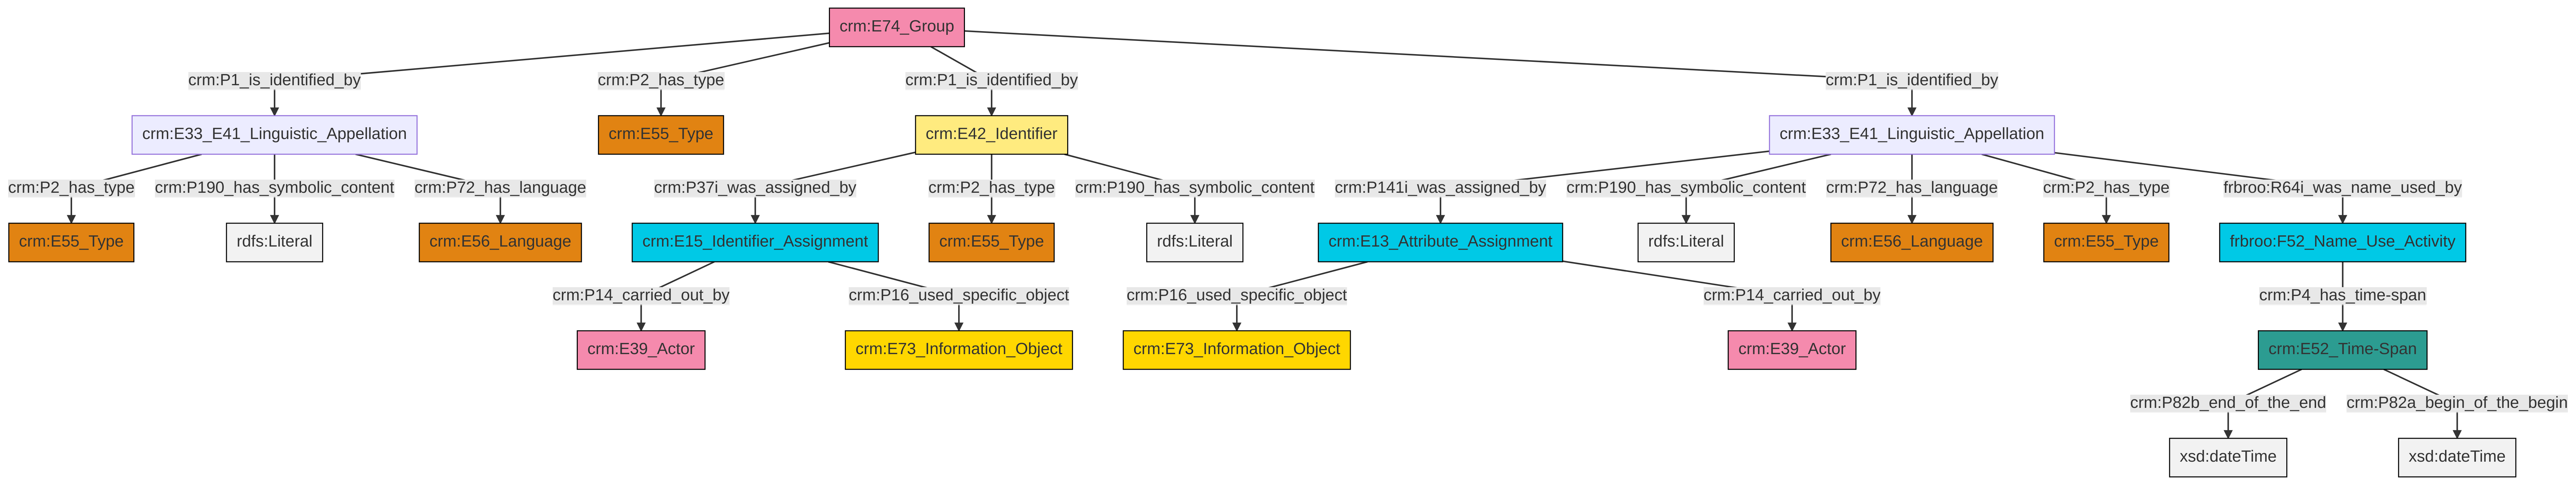 crm:E74_Group
crm:P1_is_identified_by
crm:P2_has_type
crm:P1_is_identified_by
crm:P1_is_identified_by
crm:E33_E41_Linguistic_Appellation
crm:E55_Type
crm:E42_Identifier
crm:E33_E41_Linguistic_Appellation
crm:P2_has_type
crm:P190_has_symbolic_content
crm:P72_has_language
crm:P37i_was_assigned_by
crm:P2_has_type
crm:P190_has_symbolic_content
crm:P141i_was_assigned_by
crm:P190_has_symbolic_content
crm:P72_has_language
crm:P2_has_type
frbroo:R64i_was_name_used_by
crm:E55_Type
rdfs:Literal
crm:E56_Language
crm:E15_Identifier_Assignment
crm:E55_Type
rdfs:Literal
crm:E13_Attribute_Assignment
rdfs:Literal
crm:E56_Language
crm:E55_Type
frbroo:F52_Name_Use_Activity
crm:P14_carried_out_by
crm:P16_used_specific_object
crm:P16_used_specific_object
crm:P14_carried_out_by
crm:P4_has_time-span
crm:E39_Actor
crm:E73_Information_Object
crm:E73_Information_Object
crm:E39_Actor
crm:E52_Time-Span
crm:P82b_end_of_the_end
crm:P82a_begin_of_the_begin
xsd:dateTime
xsd:dateTime